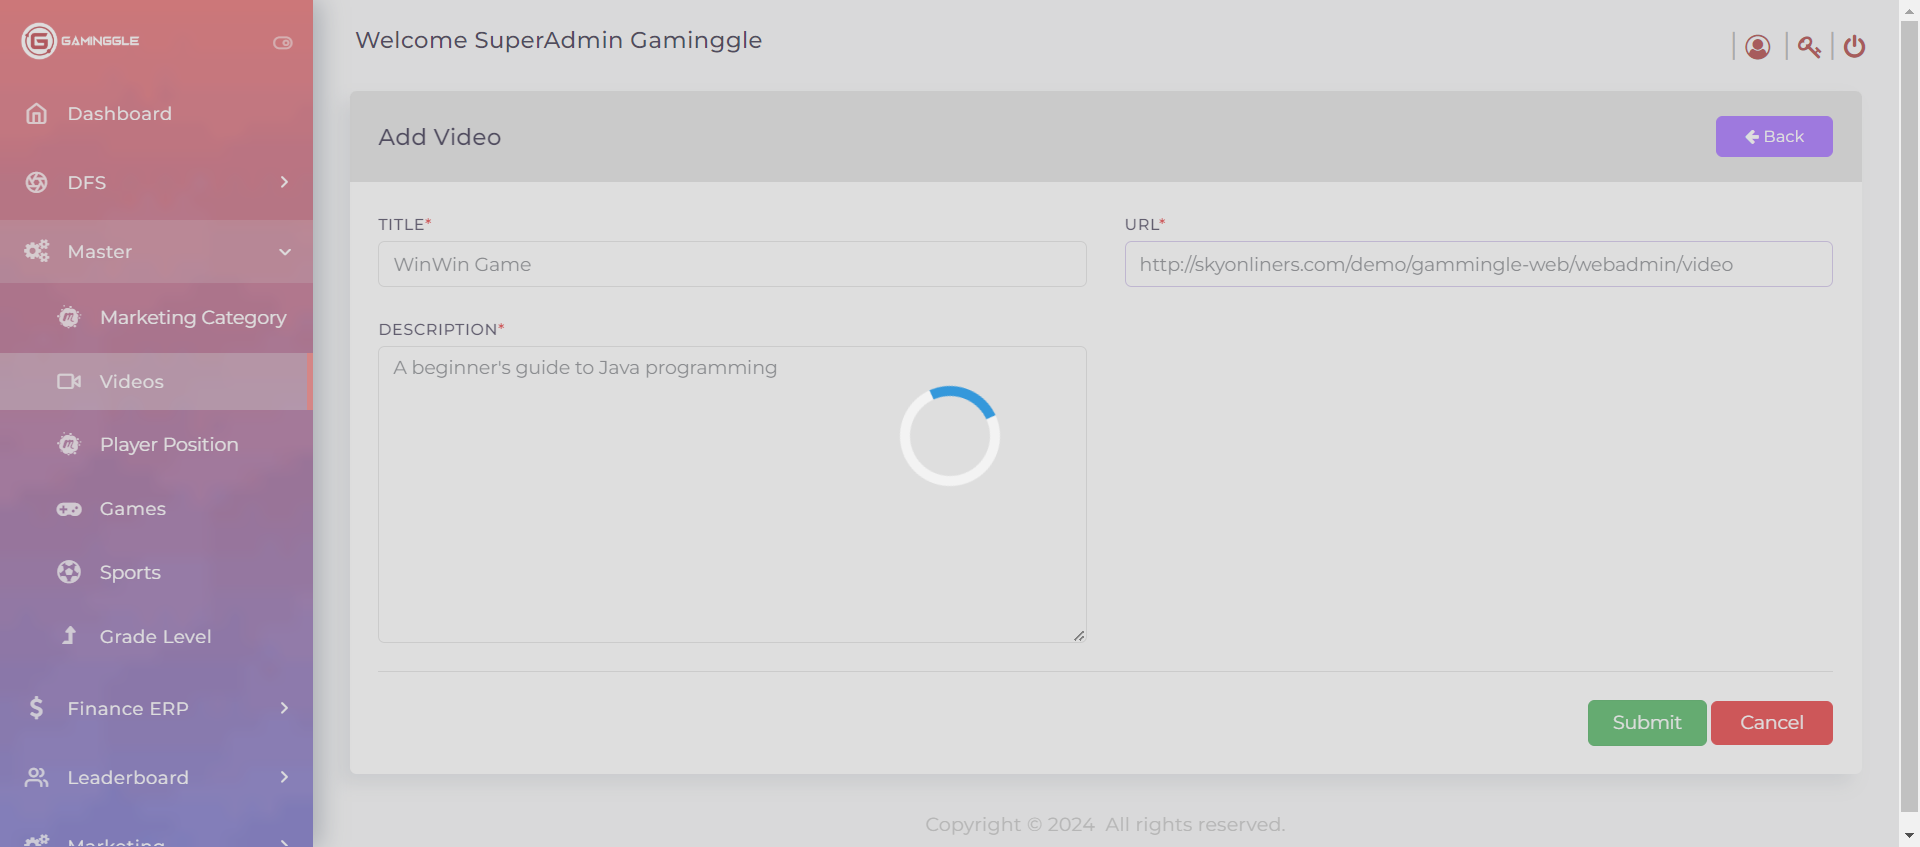 GAMINGGLE
Welcome SuperAdmin Gaminggle
Dashboard
DFS
Master
Marketing Category
Videos
Player Position
Games
Sports
Grade Level
Finance ERP
Leaderboard
Marketing
Add Video
Back
TITLE*
WinWin Game
URL*
http://skyonliners.com/demo/gammingle-web/webadmin/video
DESCRIPTION*
A beginner's guide to Java programming
Submit
Cancel
Copyright © 2024 All rights reserved.